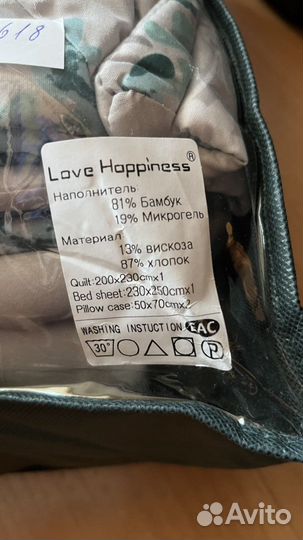 618
Love Happiness®
Наполнитель:
81% Бамбук
19% Микрогель
Материал:
13% вискоза
87% хлопок
Quilt:200x230cmx1
Bed sheet:230x250cmx1
Pillow case:50x70cmx2
WASHING INSTUCTION EAC
30° P
Avito